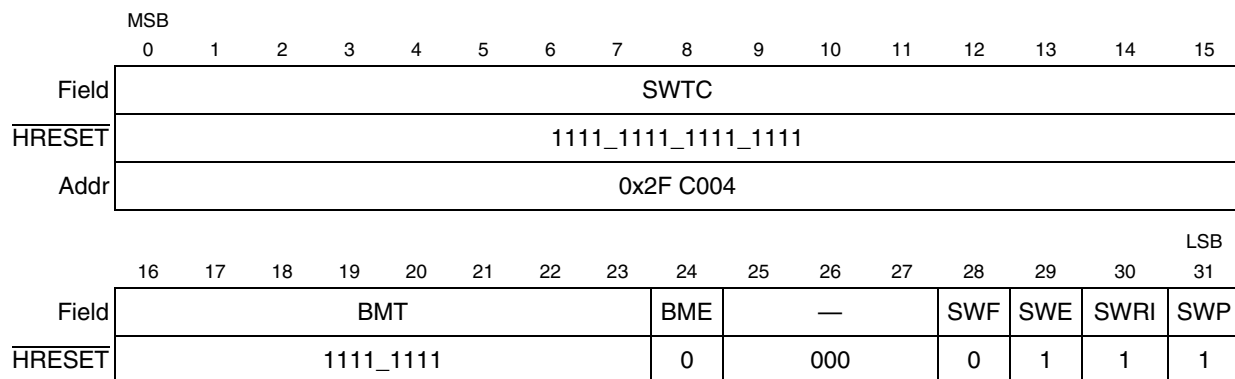 MSB
0 1 2 3 4 5 6 7 8 9 10 11 12 13 14 15
Field SWTC
HRESET 1111_1111_1111_1111
Addr 0x2F C004
LSB
16 17 18 19 20 21 22 23 24 25 26 27 28 29 30 31
Field BMT BME — SWF SWE SWRI SWP
HRESET 1111_1111 0 000 0 1 1 1